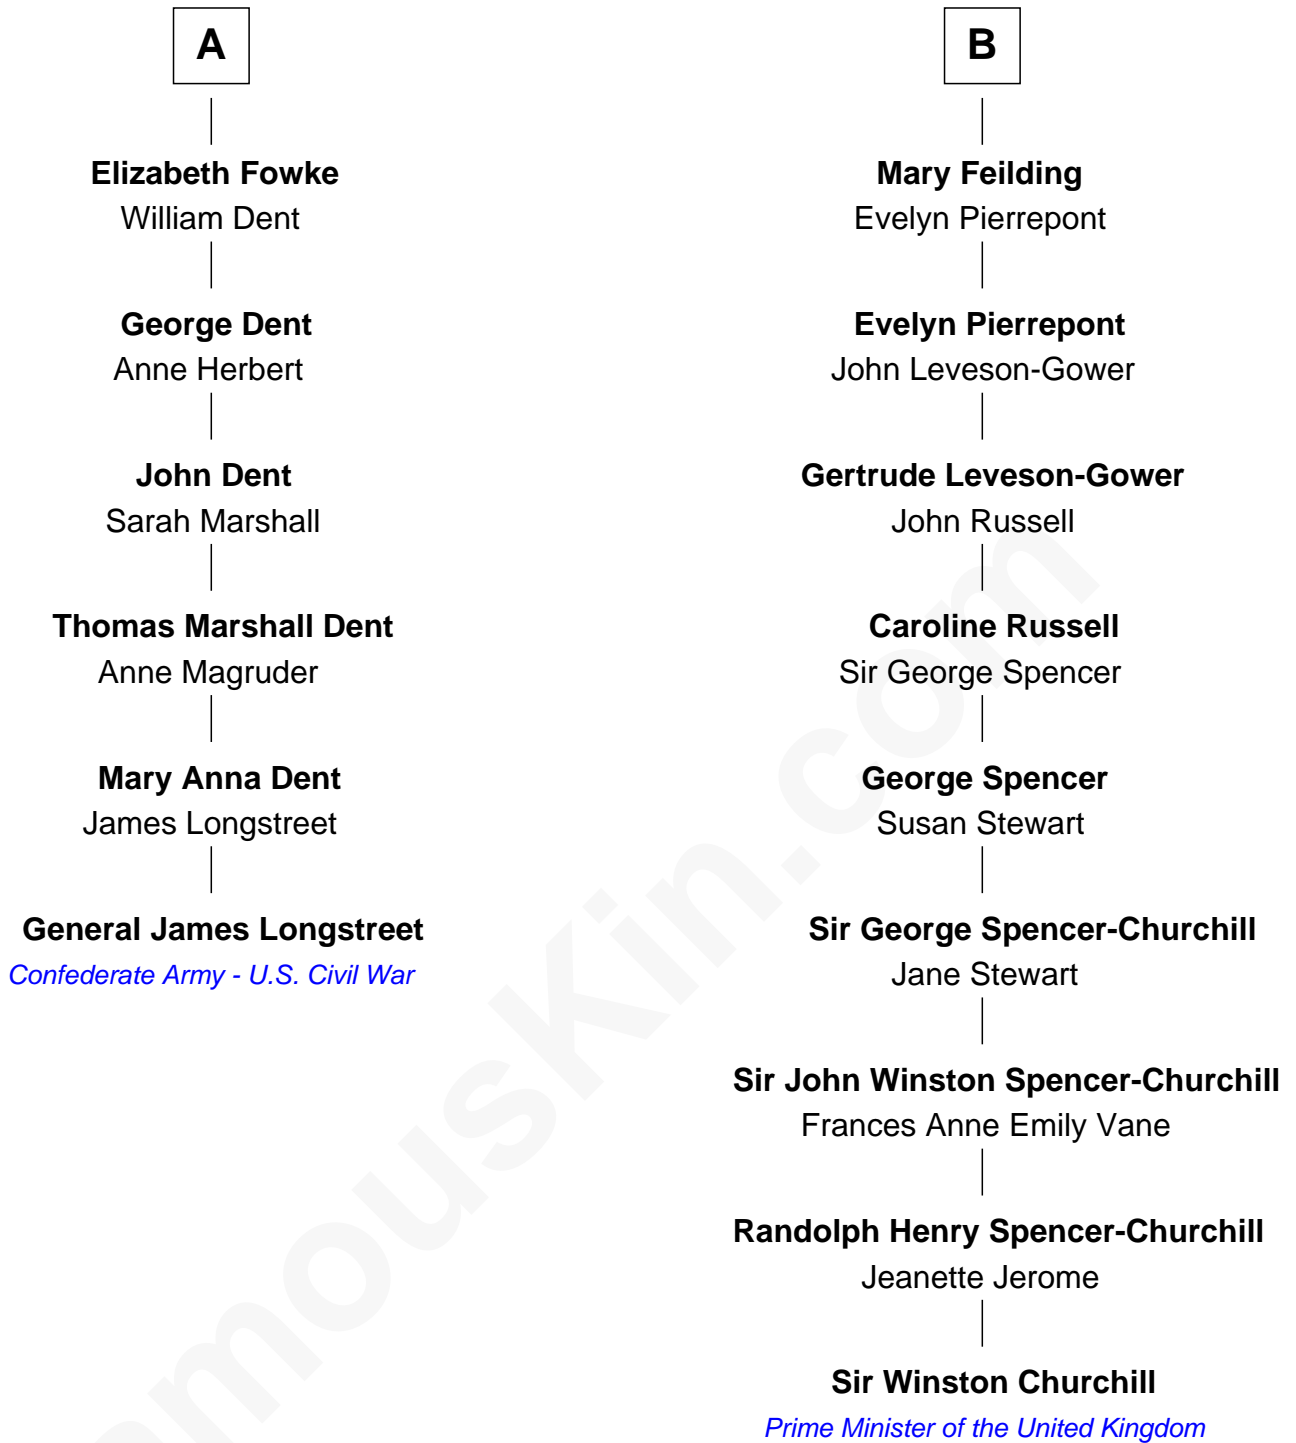 A
Elizabeth Fowke
William Dent
George Dent
Anne Herbert
John Dent
Sarah Marshall
Thomas Marshall Dent
Anne Magruder
Mary Anna Dent
James Longstreet
General James Longstreet
Confederate Army - U.S. Civil War
B
Mary Feilding
Evelyn Pierrepont
Evelyn Pierrepont
John Leveson-Gower
Gertrude Leveson-Gower
John Russell
Caroline Russell
Sir George Spencer
George Spencer
Susan Stewart
Sir George Spencer-Churchill
Jane Stewart
Sir John Winston Spencer-Churchill
Frances Anne Emily Vane
Randolph Henry Spencer-Churchill
Jeanette Jerome
Sir Winston Churchill
Prime Minister of the United Kingdom
amouskin.com